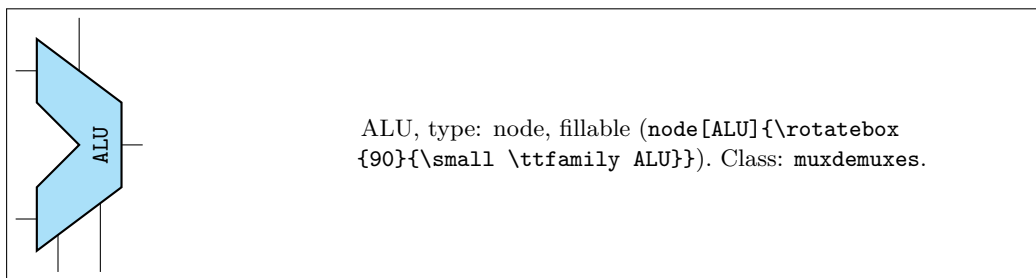 ALU
ALU, type: node, fillable (node[ALU]{\rotatebox
{90}{\small \ttfamily ALU}}). Class: muxdemuxes.